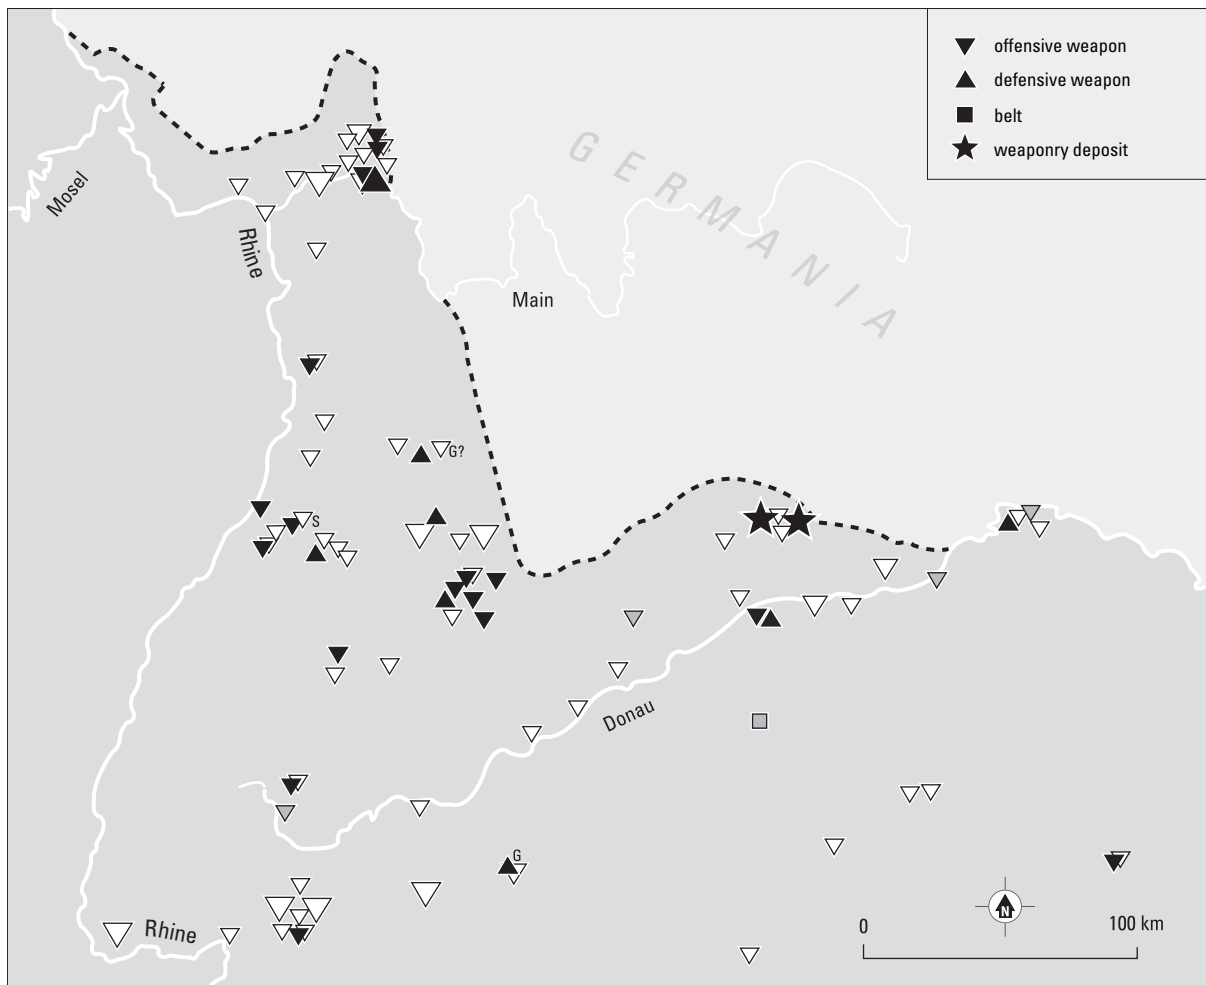 offensive weapon
defensive weapon
belt
weaponry deposit
GERMANIA
Mosel
Rhine
Main
G?
S
Donau
G
N
Rhine
0
100 km